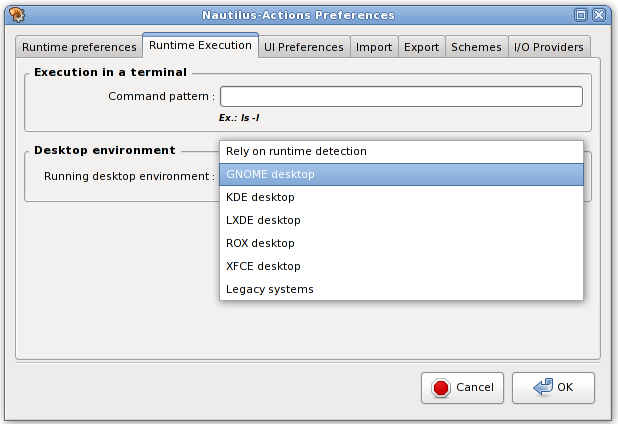 Nautilus-Actions Preferences
Runtime preferences
Runtime Execution
UI Preferences
Import
Export
Schemes
I/O Providers
Execution in a terminal
Command pattern :
Ex.: ls -l
Desktop environment
Running desktop environment :
Rely on runtime detection
GNOME desktop
KDE desktop
LXDE desktop
ROX desktop
XFCE desktop
Legacy systems
Cancel
OK